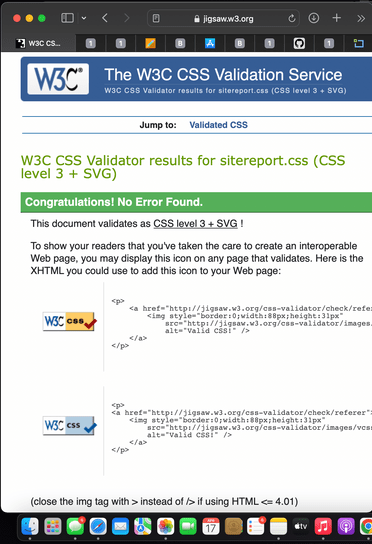 jigsaw.w3.org
W3C CS...
1
1
B
B
1
1
W3C®
The W3C CSS Validation Service
W3C CSS Validator results for sitereport.css (CSS level 3 + SVG)
Jump to:
Validated CSS
W3C CSS Validator results for sitereport.css (CSS
level 3 + SVG)
Congratulations! No Error Found.
This document validates as CSS level 3 + SVG !
To show your readers that you've taken the care to create an interoperable
Web page, you may display this icon on any page that validates. Here is the
XHTML you could use to add this icon to your Web page:
W3C CSS
<p>
<a href="http://jigsaw.w3.org/css-validator/check/refere
<img style="border:0;width:88px;height:31px"
src="http://jigsaw.w3.org/css-validator/images/
alt="Valid CSS!" />
</a>
</p>
W3C CSS
<p>
<a href="http://jigsaw.w3.org/css-validator/check/referer">
<img style="border:0;width:88px;height:31px"
src="http://jigsaw.w3.org/css-validator/images/vcss
alt="Valid CSS!" />
</a>
</p>
(close the img tag with > instead of /> if using HTML <= 4.01)
17
tv